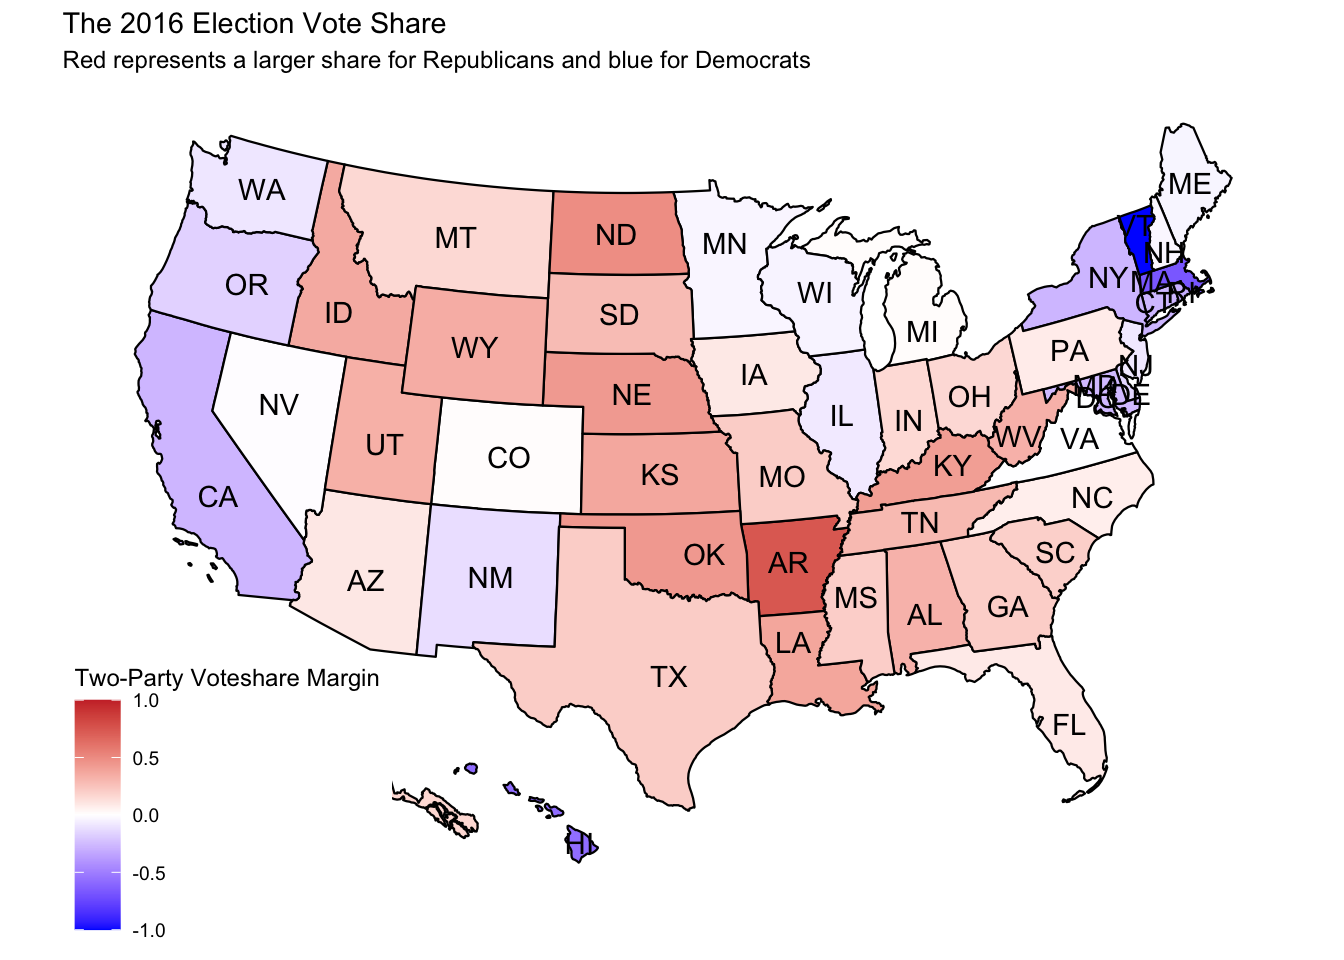 The 2016 Election Vote Share
Red represents a larger share for Republicans and blue for Democrats
WA
MT
ND
MN
ME
VT
NH
OR
ID
SD
WI
NY
MA
CT
RI
WY
MI
PA
NV
NE
IA
OH
NJ
MD
DC
DE
UT
CO
IL
IN
WV
VA
CA
KS
MO
KY
NC
AZ
NM
OK
AR
TN
SC
MS
AL
GA
LA
TX
FL
HI
Two-Party Voteshare Margin
1.0
0.5
0.0
-0.5
-1.0